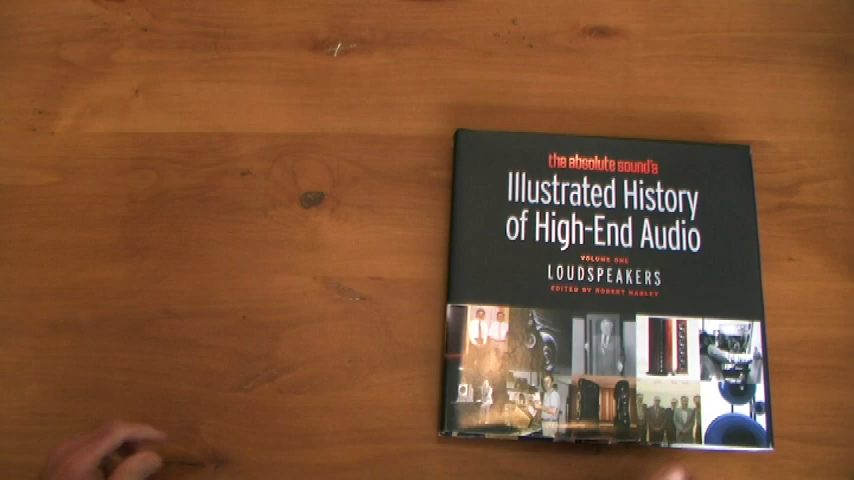 the absolute sound's
Illustrated History
of High-End Audio
VOLUME ONE
LOUDSPEAKERS
EDITED BY ROBERT HARLEY